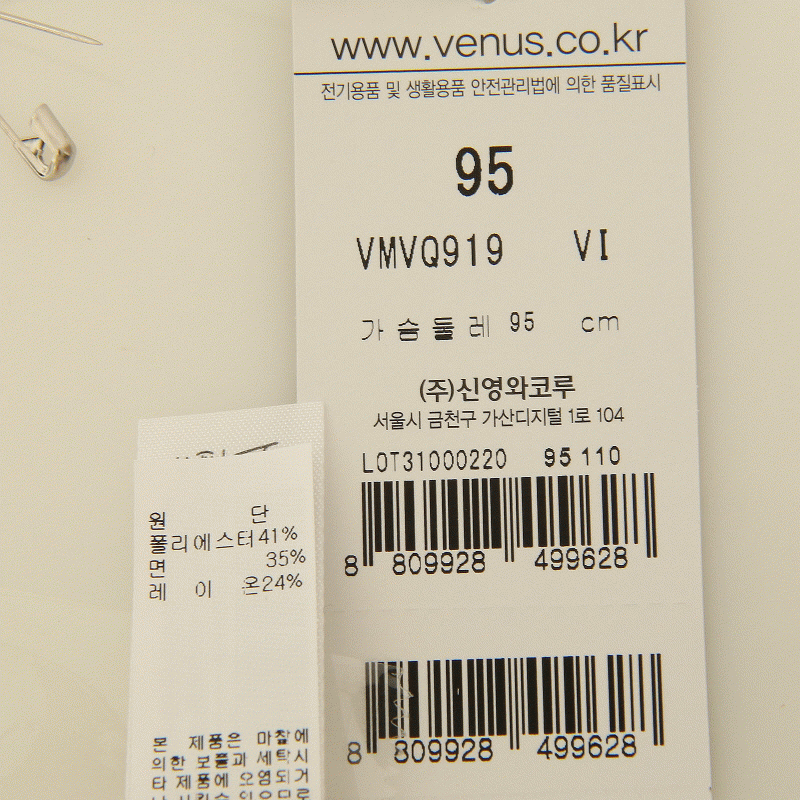 www.venus.co.kr
전기용품 및 생활용품 안전관리법에 의한 품질표시
95
VMVQ919 VI
가슴둘레 95 cm
(주)신영와코루
서울시 금천구 가산디지털 1로 104
LOT31000220 95 110
8 809928 499628
8 809928 499628
원 단
폴리에스터 41%
면 35%
레 이 온 24%
본 제품은 마찰에
의한 보풀과 세탁시
타 제품에 오염되거